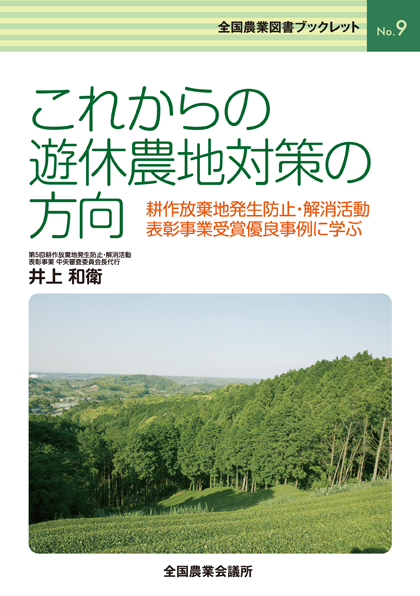 全国農業図書ブックレット
No.9
これからの
遊休農地対策の
方向
耕作放棄地発生防止・解消活動
表彰事業受賞優良事例に学ぶ
第5回耕作放棄地発生防止・解消活動
表彰事業 中央審査委員会長代行
井上 和衛
全国農業会議所